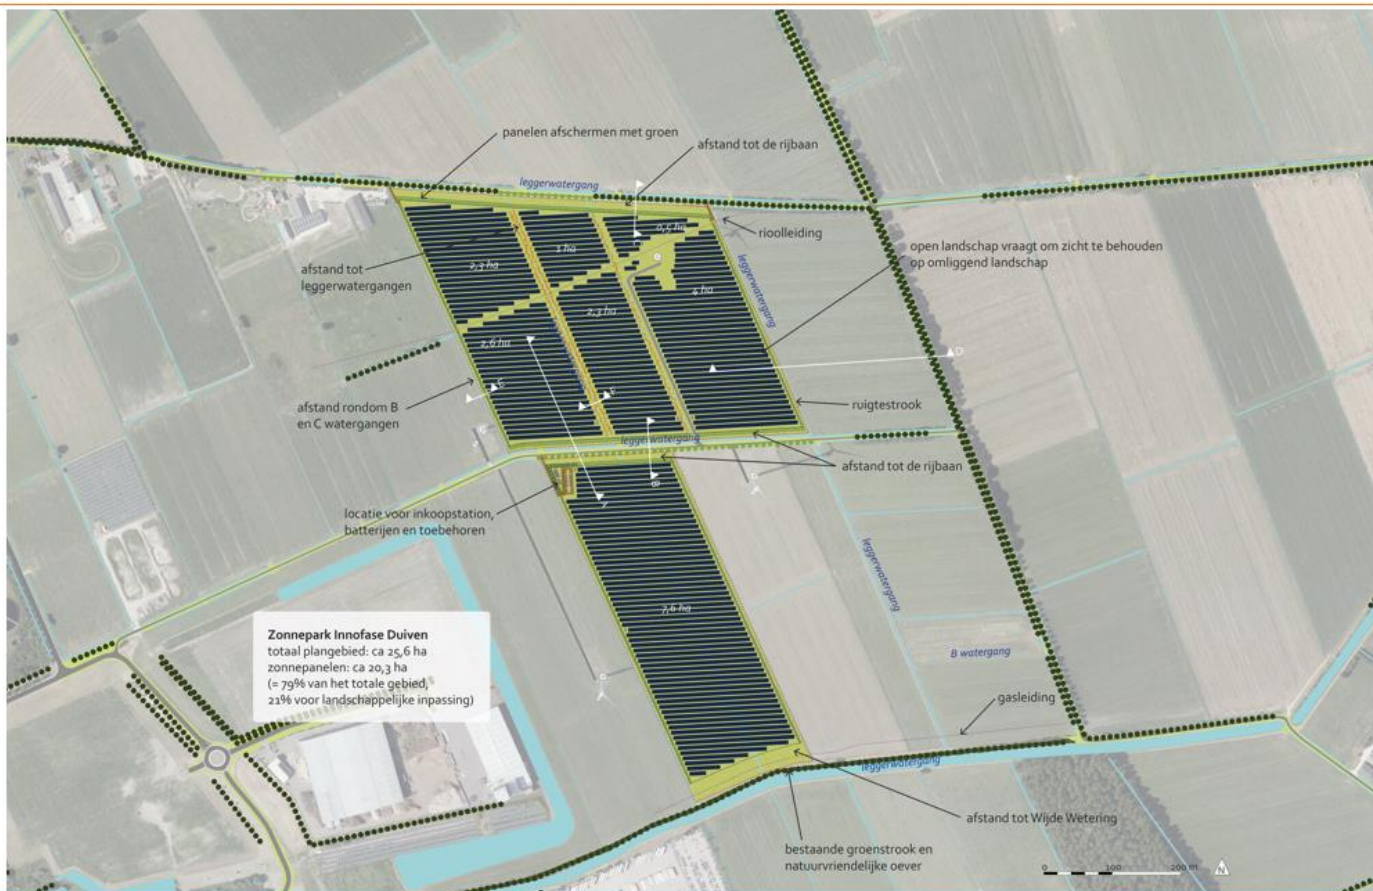 panelen afschermen met groen
afstand tot de rijbaan
leggerwatergang
rioolleiding
open landschap vraagt om zicht te behouden
op omliggend landschap
afstand tot
leggerwatergangen
2,3 ha
1 ha
0,5 ha
4 ha
2,3 ha
2,6 ha
leggerwatergang
D
afstand rondom B
en C watergangen
ruigtestrook
leggerwatergang
afstand tot de rijbaan
B
locatie voor inkoopstation,
batterijen en toebehoren
leggerwatergang
7,6 ha
Zonnepark Innofase Duiven
totaal plangebied: ca 25,6 ha
zonnepanelen: ca 20,3 ha
(= 79% van het totale gebied,
21% voor landschappelijke inpassing)
B watergang
gasleiding
leggerwatergang
afstand tot Wijde Wetering
bestaande groenstrook en
natuurvriendelijke oever
0 100 200 m
N